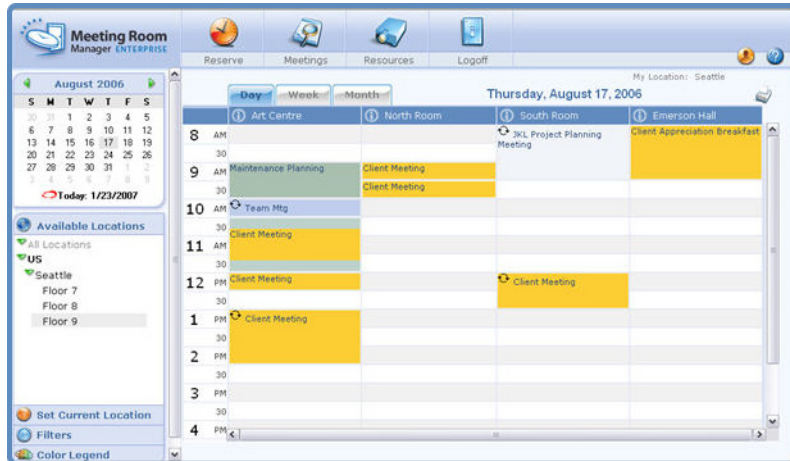 Meeting Room
Manager ENTERPRISE
Reserve
Meetings
Resources
Logoff
My Location: Seattle
August 2006
S M T W T F S
30 31 1 2 3 4 5
6 7 8 9 10 11 12
13 14 15 16 17 18 19
20 21 22 23 24 25 26
27 28 29 30 31 1 2
3 4 5 6 7 8 9
Today: 1/23/2007
Available Locations
All Locations
US
Seattle
Floor 7
Floor 8
Floor 9
Set Current Location
Filters
Color Legend
Day Week Month
Thursday, August 17, 2006
Art Centre
North Room
South Room
Emerson Hall
8 AM
JKL Project Planning
Meeting
Client Appreciation Breakfast
30
9 AM
Maintenance Planning
Client Meeting
30
Client Meeting
10 AM
Team Mtg
30
Client Meeting
11 AM
30
12 PM
Client Meeting
Client Meeting
30
1 PM
Client Meeting
30
2 PM
30
3 PM
30
4 PM